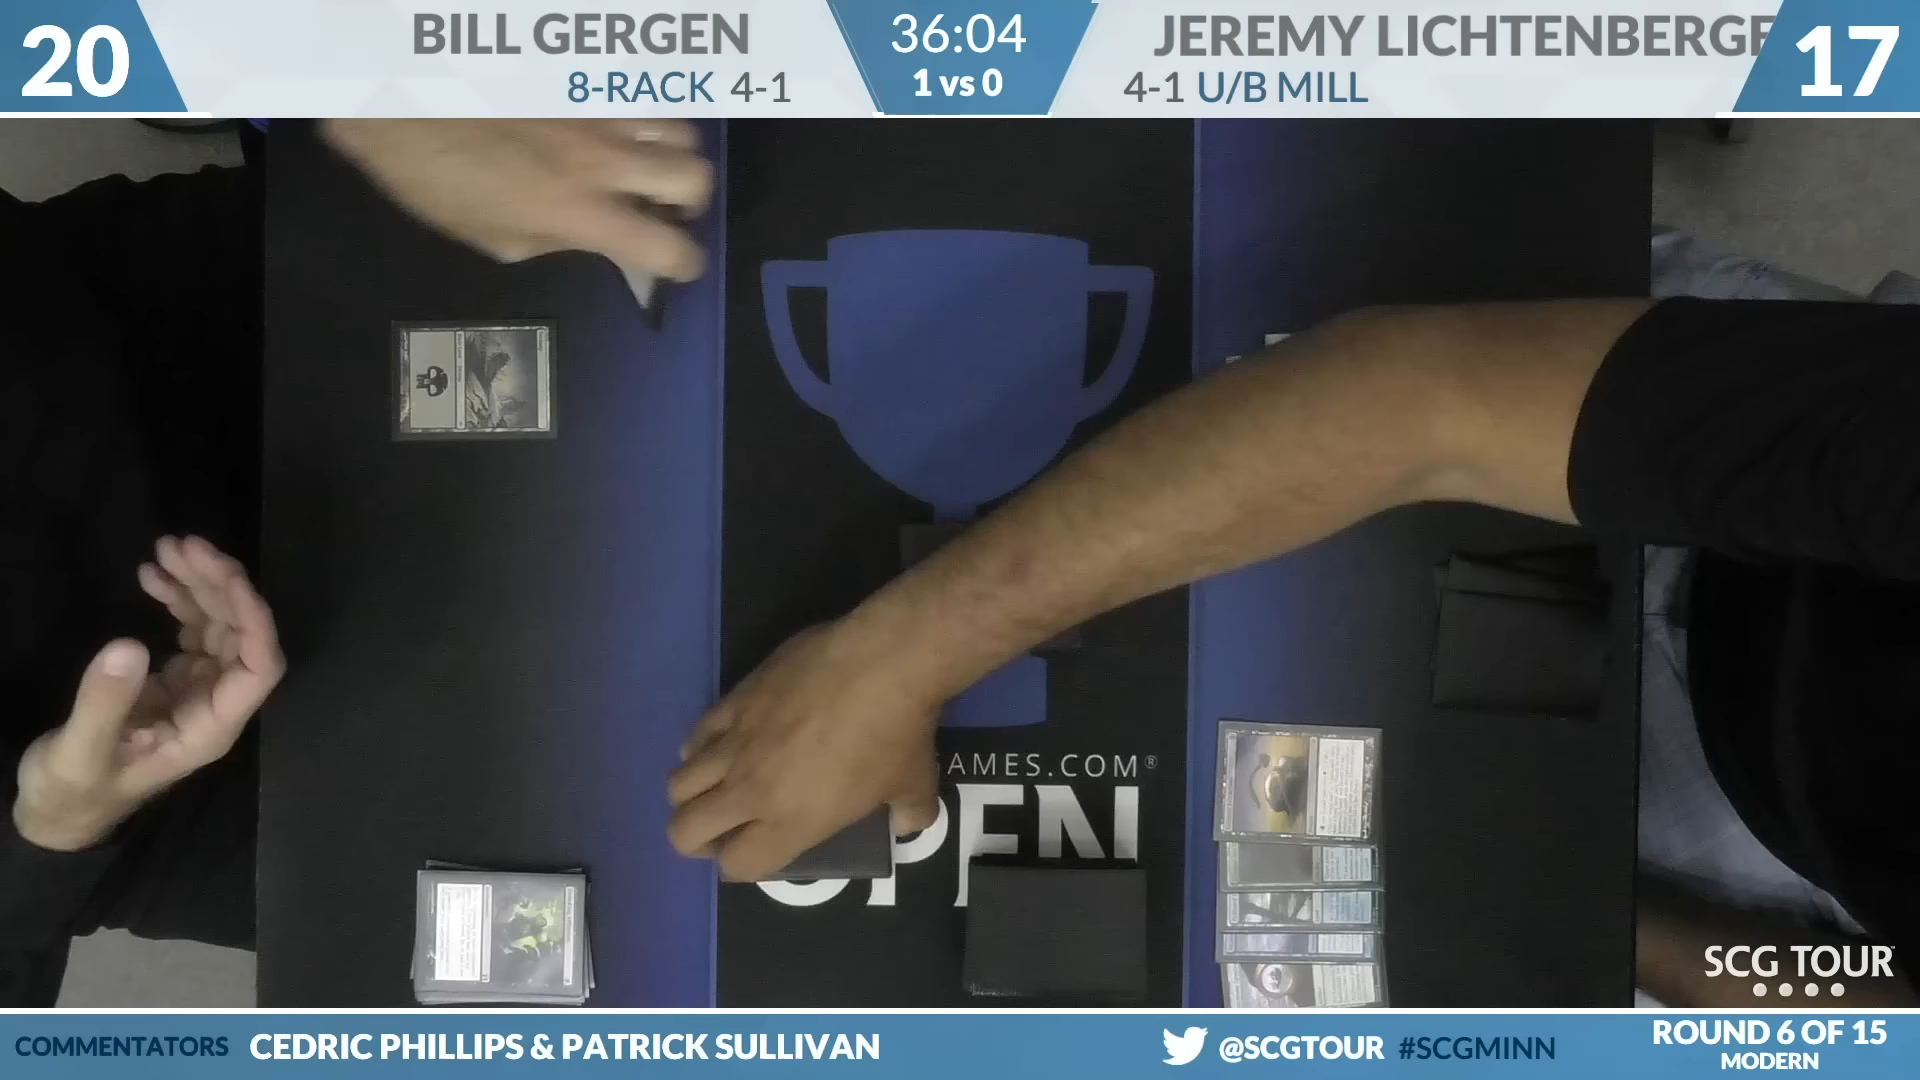 20
BILL GERGEN
8-RACK 4-1
36:04
1 vs 0
JEREMY LICHTENBERGE
4-1 U/B MILL
17
GAMES.COM®
OPEN
SCG TOUR
COMMENTATORS CEDRIC PHILLIPS & PATRICK SULLIVAN
@SCGTOUR #SCGMINN
ROUND 6 OF 15
MODERN